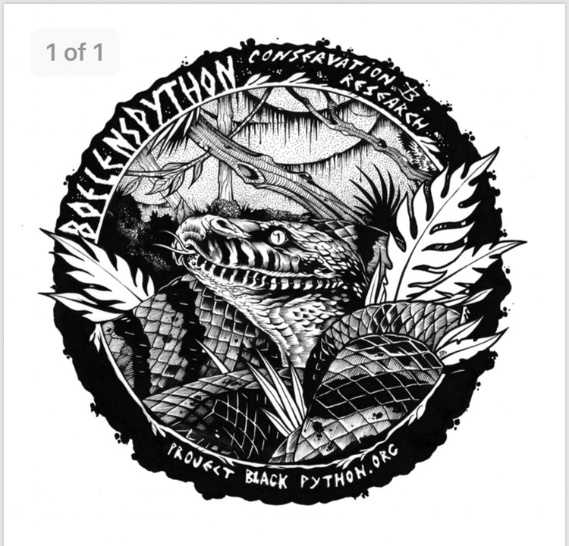 1 of 1
BOELENSPYTHON
CONSERVATION &
RESEARCH
PROJECT BLACK PYTHON.ORG